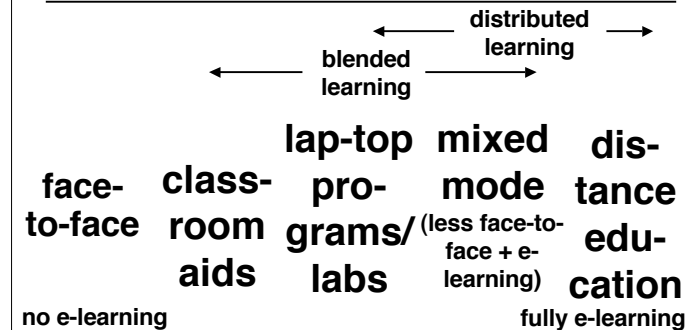 distributed
learning
blended
learning
face-
to-face
class-
room
aids
lap-top
pro-
grams/
labs
mixed
mode
(less face-to-
face + e-
learning)
dis-
tance
edu-
cation
no e-learning
fully e-learning